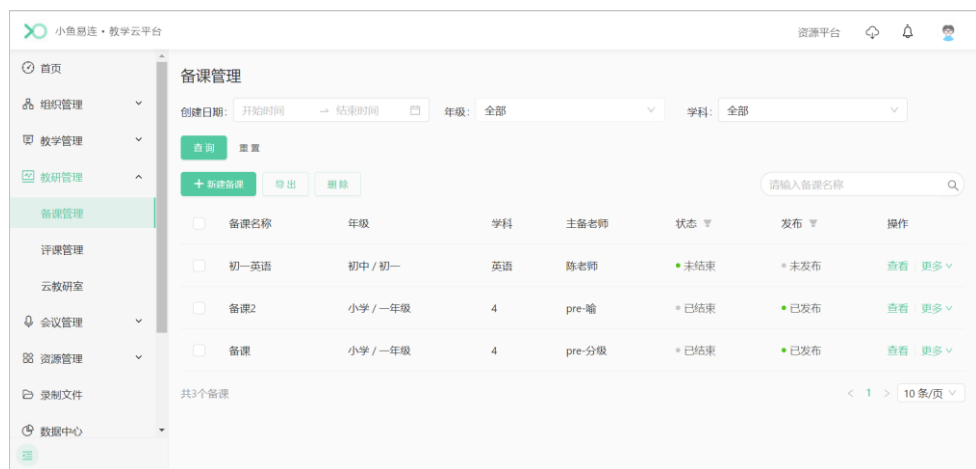 小鱼易连·教学云平台 资源平台
首页
组织管理
教学管理
教研管理
备课管理
评课管理
云教研室
会议管理
资源管理
录制文件
数据中心
备课管理
创建日期: 开始时间 → 结束时间 年级: 全部 学科: 全部
查询 重置
+ 新建备课 导出 删除 请输入备课名称
备课名称 年级 学科 主备老师 状态 发布 操作
初一英语 初中 / 初一 英语 陈老师 未结束 未发布 查看 更多
备课2 小学 / 一年级 4 pre-喻 已结束 已发布 查看 更多
备课 小学 / 一年级 4 pre-分级 已结束 已发布 查看 更多
共3个备课 < 1 > 10 条/页